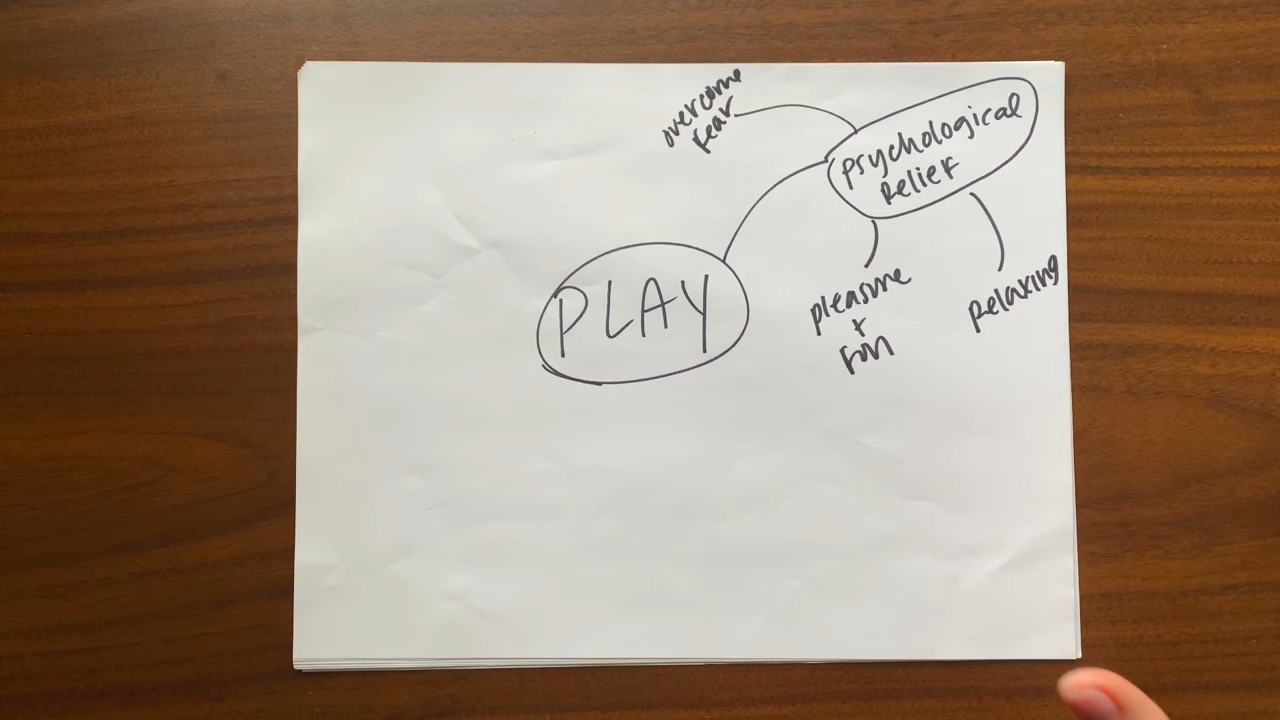 overcome
fear
psychological
relief
PLAY
pleasure
+
fun
relaxing